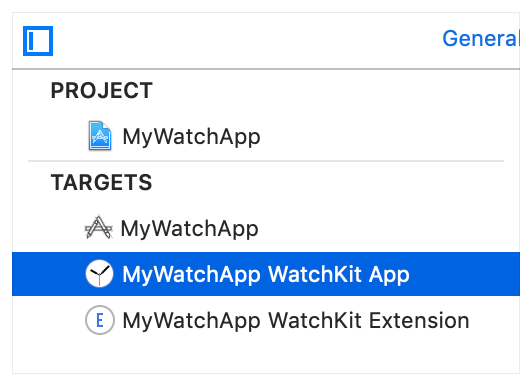 General
PROJECT
MyWatchApp
TARGETS
MyWatchApp
MyWatchApp WatchKit App
E MyWatchApp WatchKit Extension